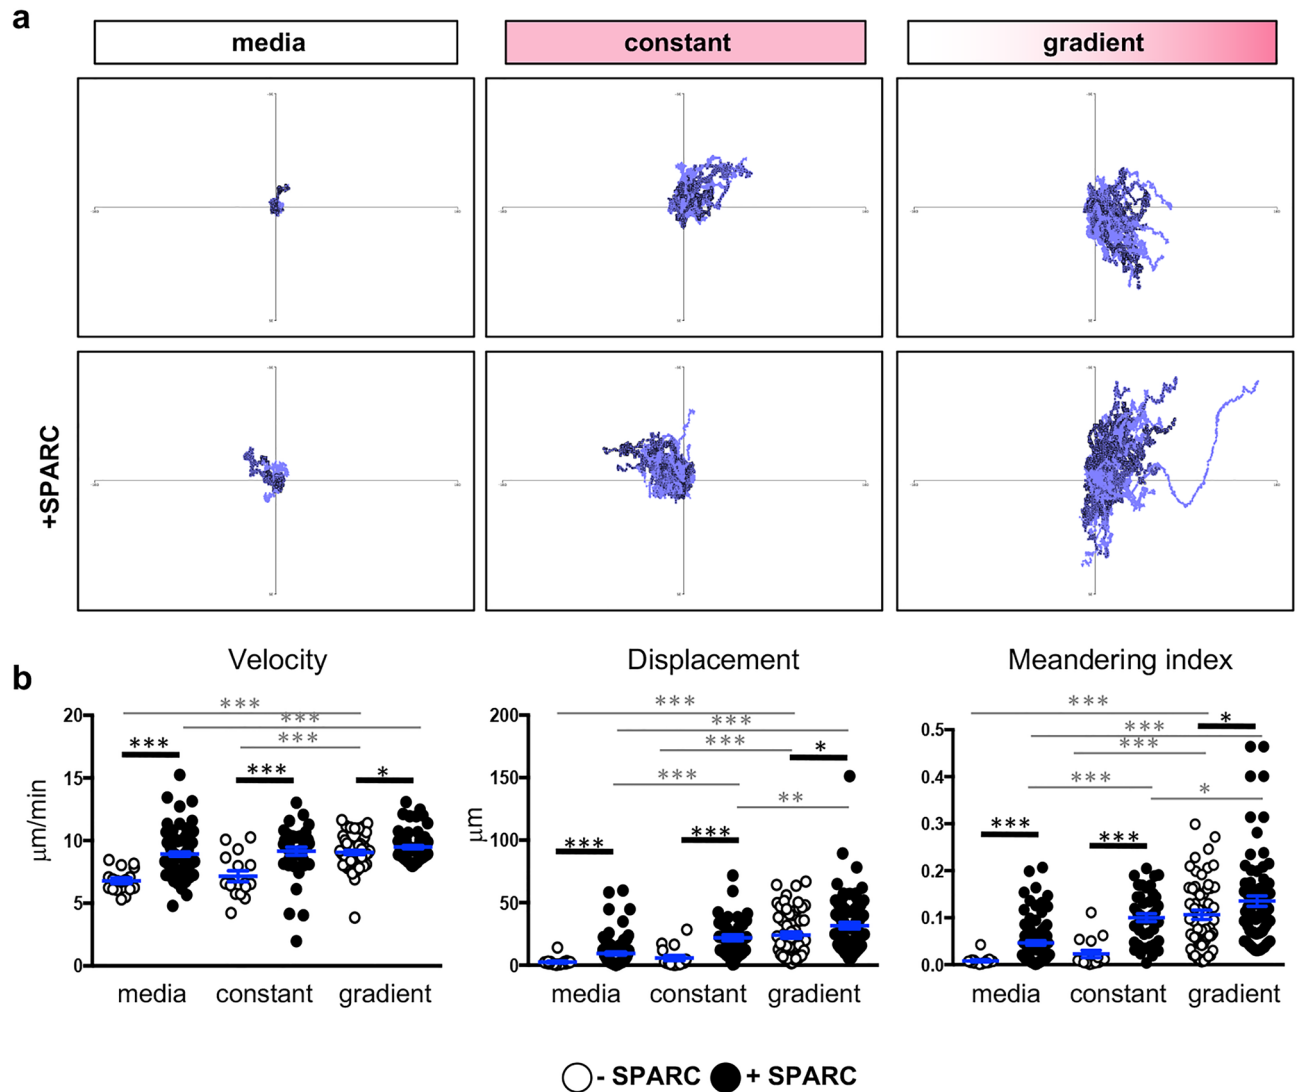 a
media
constant
gradient
+SPARC
b
Velocity
Displacement
Meandering index
μm/min
20
15
10
5
0
***
***
***
***
***
*
media
constant
gradient
μm
200
150
100
50
0
***
***
***
*
***
**
***
***
media
constant
gradient
0.5
0.4
0.3
0.2
0.1
0.0
***
*
***
***
***
*
***
***
media
constant
gradient
- SPARC + SPARC